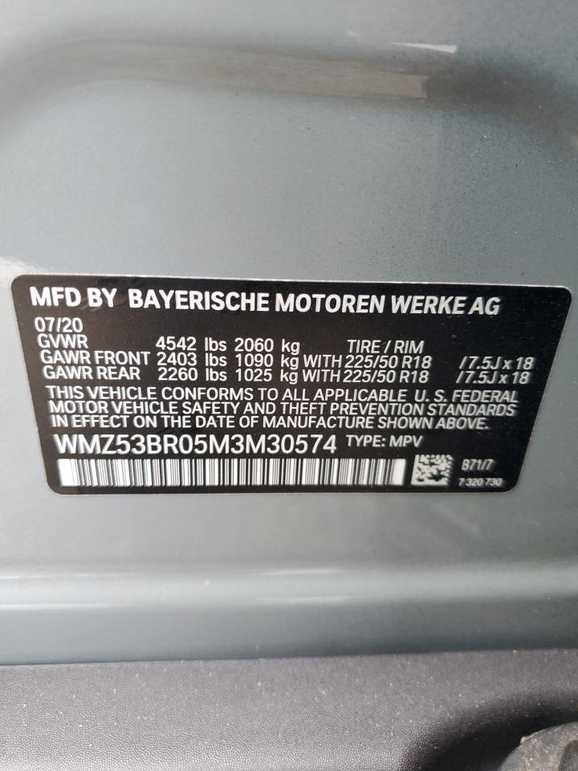 MFD BY BAYERISCHE MOTOREN WERKE AG
07/20
GVWR 4542 lbs 2060 kg TIRE / RIM
GAWR FRONT 2403 lbs 1090 kg WITH 225/50 R18 /7.5J x 18
GAWR REAR 2260 lbs 1025 kg WITH 225/50 R18 /7.5J x 18
THIS VEHICLE CONFORMS TO ALL APPLICABLE U. S. FEDERAL
MOTOR VEHICLE SAFETY AND THEFT PREVENTION STANDARDS
IN EFFECT ON THE DATE OF MANUFACTURE SHOWN ABOVE.
WMZ53BR05M3M30574 TYPE: MPV
B71/7
7 320 730